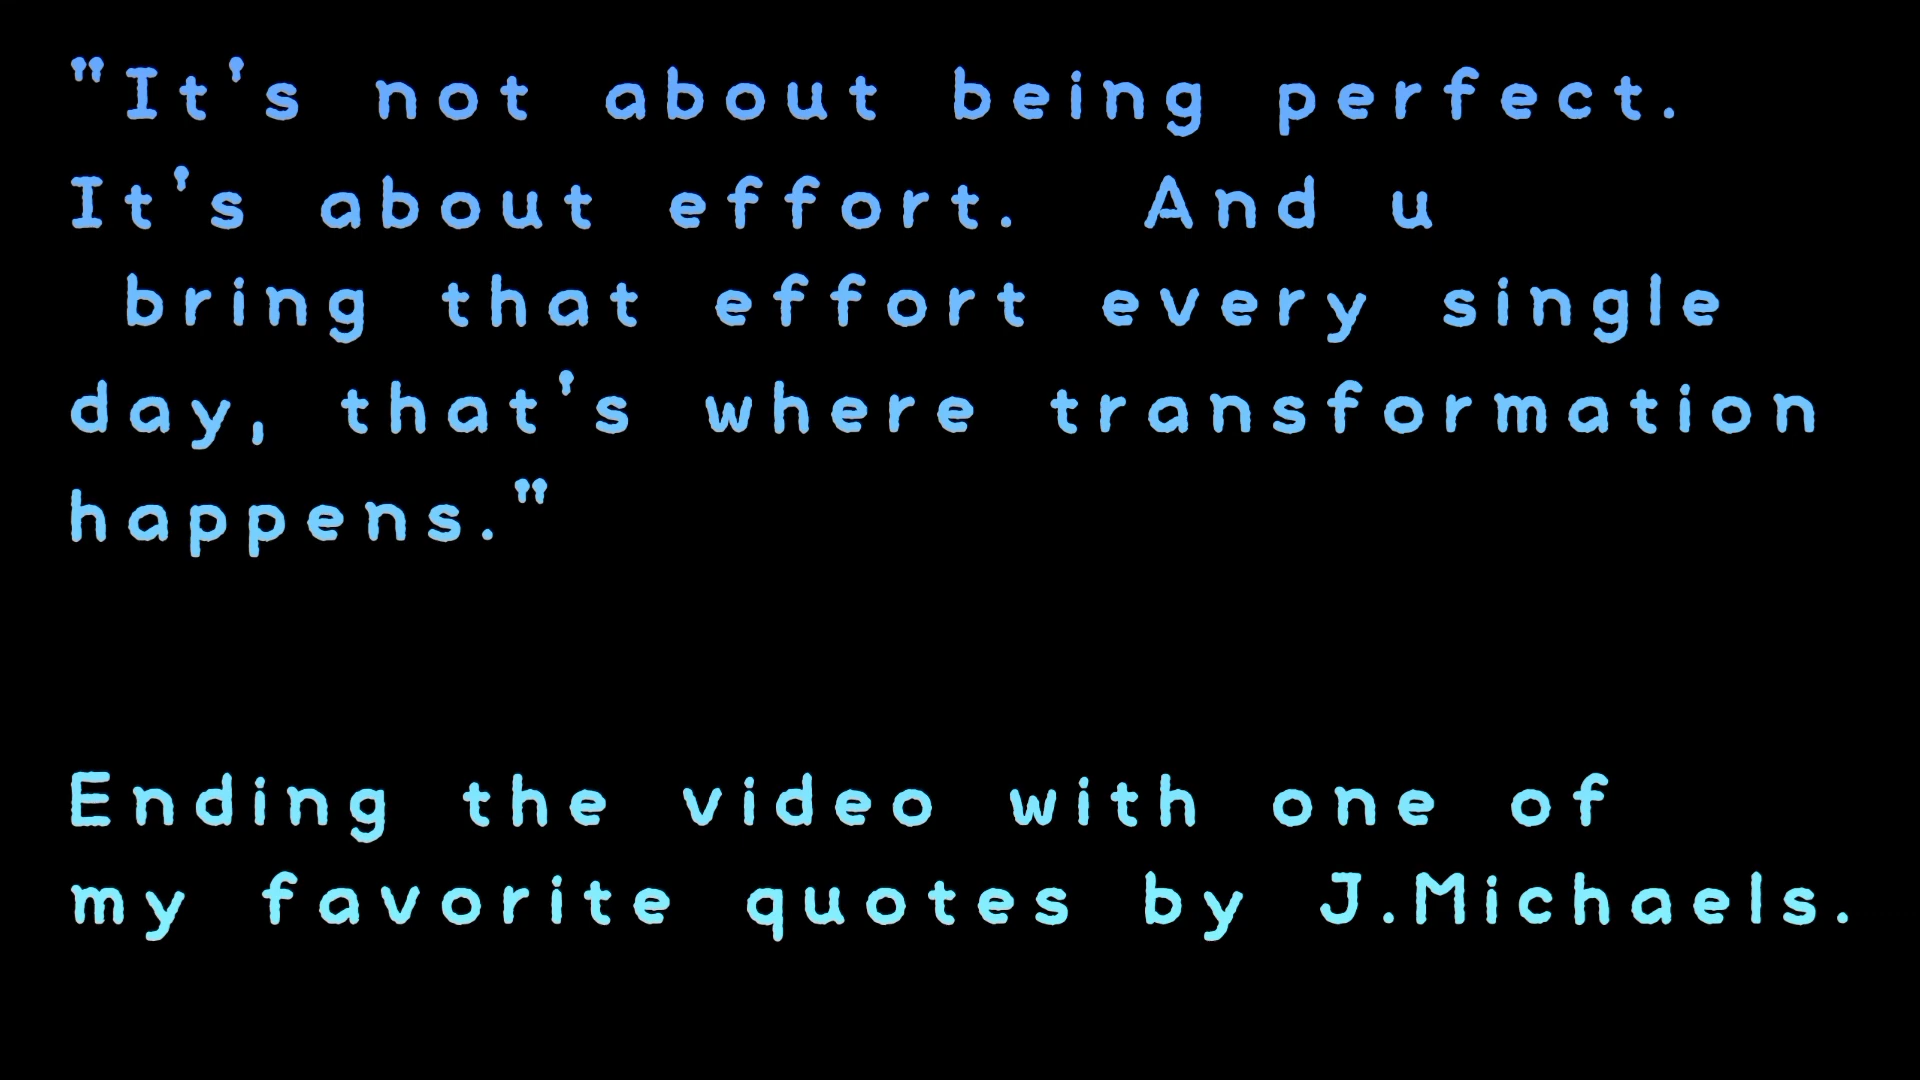 "It's not about being perfect.
It's about effort.  And u
bring that effort every single
day, that's where transformation
happens."
Ending the video with one of
my favorite quotes by J.Michaels.